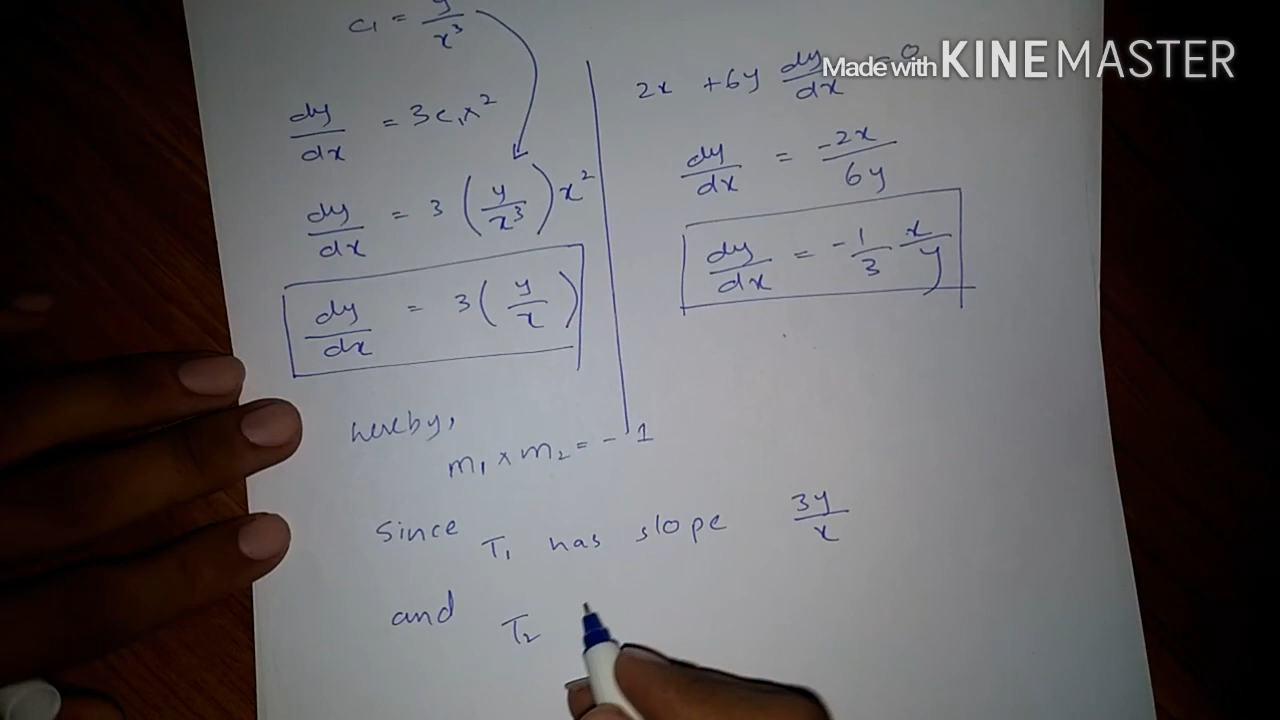 c₁ = y/x³
dy/dx = 3c₁x²
dy/dx = 3(y/x³)x²
dy/dx = 3(y/x)
2x + 6y dy/dx = 0
dy/dx = -2x/6y
dy/dx = -1/3 x/y
hereby,
m₁ × m₂ = -1
Since T₁ has slope 3y/x
and T₂
Made with KINEMASTER